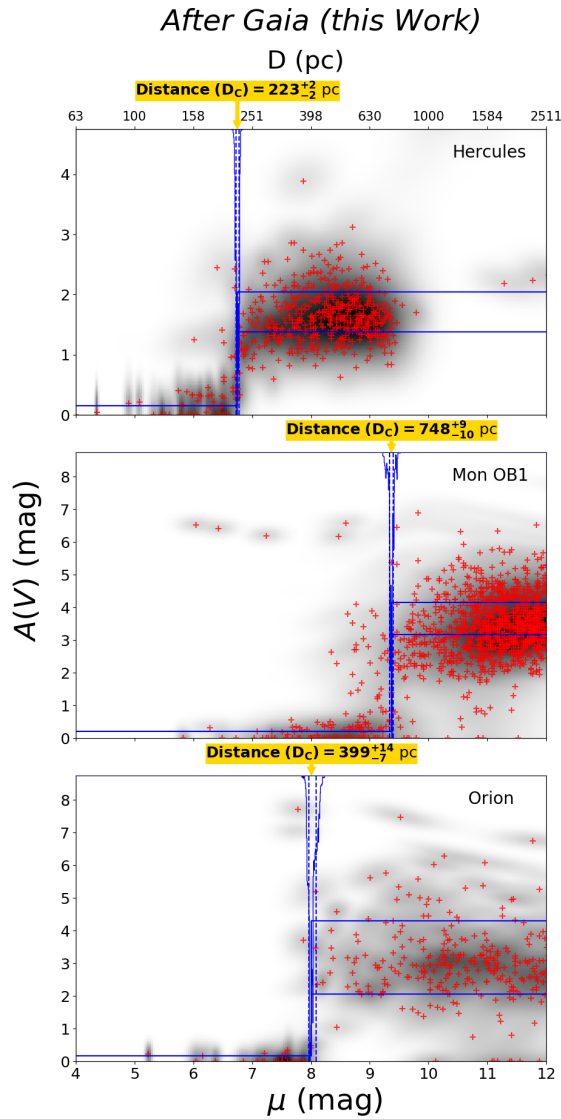 After Gaia (this Work)
D (pc)
Distance (D_C) = 223^{+2}_{-2} pc
63 100 158 251 398 630 1000 1584 2511
Hercules
4
3
2
1
0
Distance (D_C) = 748^{+9}_{-10} pc
Mon OB1
8
7
6
5
4
3
2
1
0
A(V) (mag)
Distance (D_C) = 399^{+14}_{-7} pc
Orion
8
7
6
5
4
3
2
1
0
4 5 6 7 8 9 10 11 12
μ (mag)